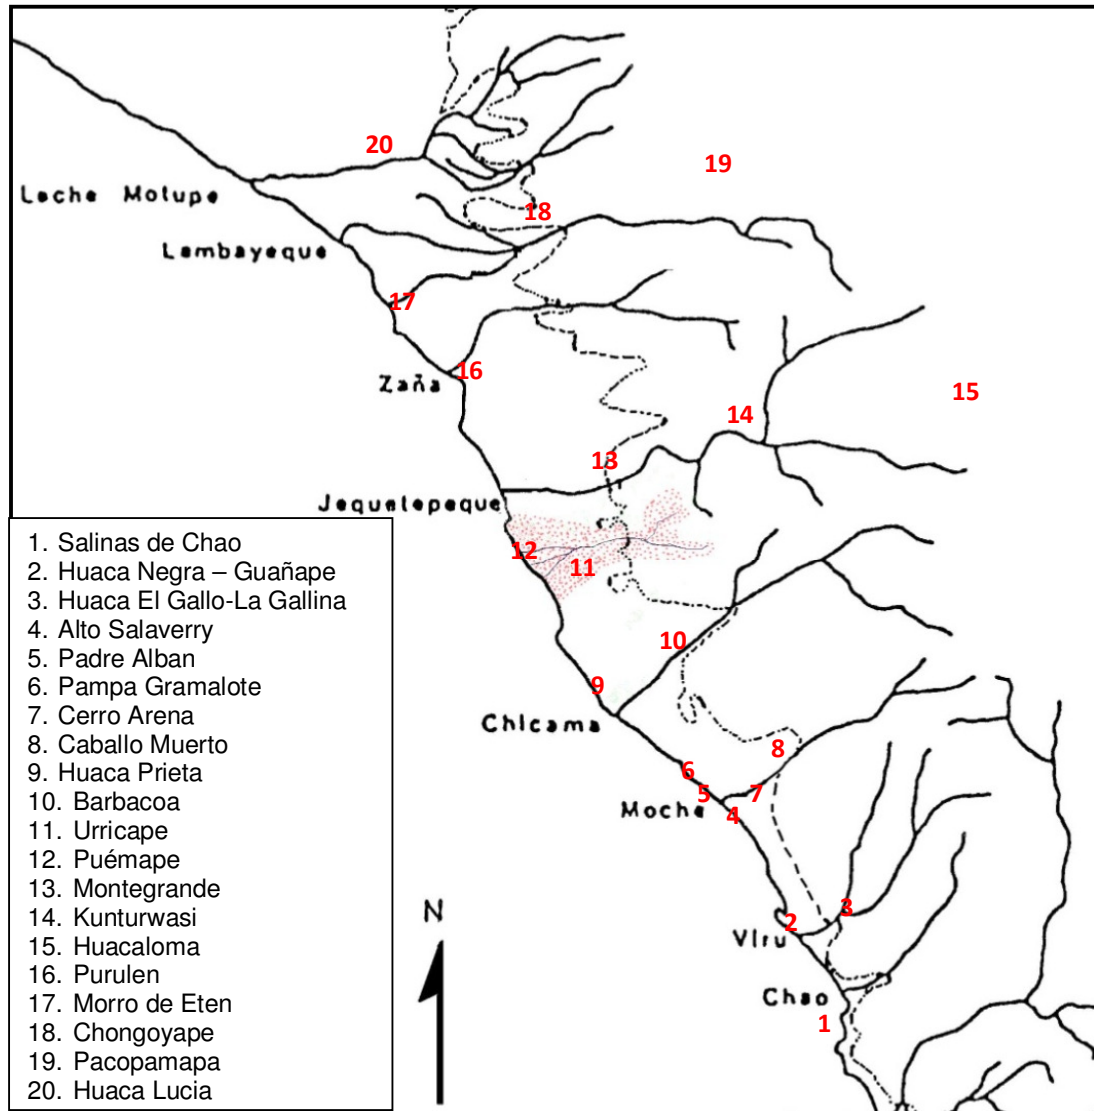 20
19
Leche Motupe
18
Lambayeque
17
16
Zaña
15
14
13
Jequetepeque
12
11
10
9
Chicama
8
6
5
7
Moche
4
N
3
2
Viru
Chao
1
1. Salinas de Chao
2. Huaca Negra – Guañape
3. Huaca El Gallo-La Gallina
4. Alto Salaverry
5. Padre Alban
6. Pampa Gramalote
7. Cerro Arena
8. Caballo Muerto
9. Huaca Prieta
10. Barbacoa
11. Urricape
12. Puémape
13. Montegrande
14. Kunturwasi
15. Huacaloma
16. Purulen
17. Morro de Eten
18. Chongoyape
19. Pacopamapa
20. Huaca Lucia